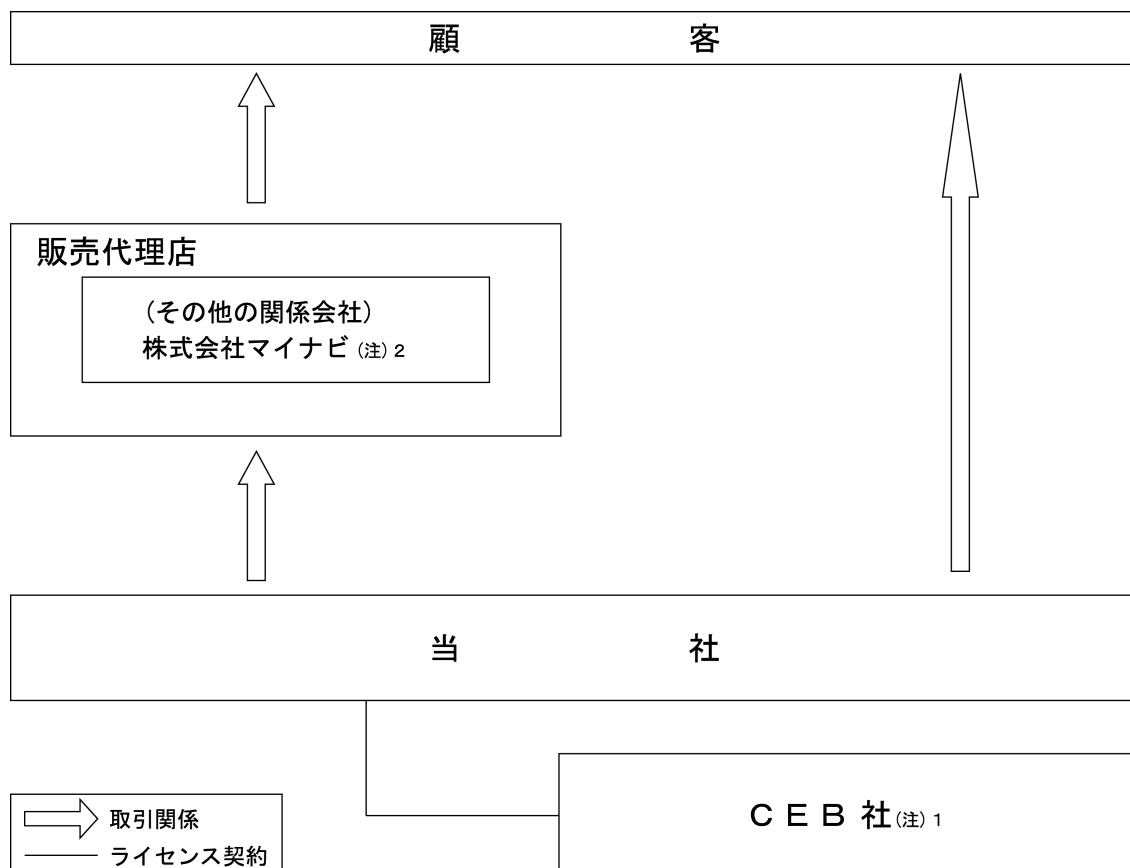 顧客
販売代理店
(その他の関係会社)
株式会社マイナビ(注)2
当社
CEB社(注)1
取引関係
ライセンス契約